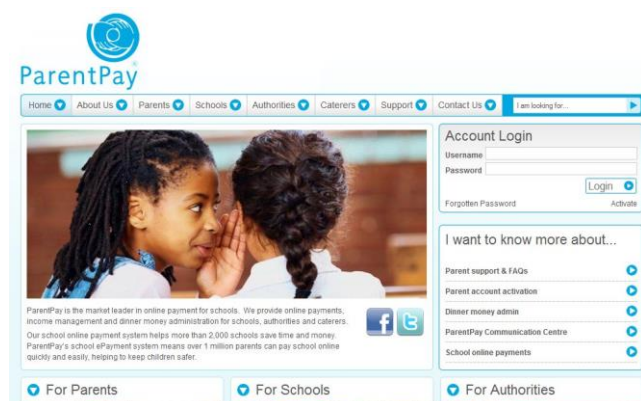 ParentPay®
Home About Us Parents Schools Authorities Caterers Support Contact Us I am looking for...
Account Login
Username
Password
Login
Forgotten Password Activate
I want to know more about...
Parent support & FAQs
Parent account activation
Dinner money admin
ParentPay Communication Centre
School online payments
ParentPay is the market leader in online payment for schools. We provide online payments,
income management and dinner money administration for schools, authorities and caterers.
Our school online payment system helps more than 2,000 schools save time and money.
ParentPay's school ePayment system means over 1 million parents can pay school online
quickly and easily, helping to keep children safer.
f t
For Parents For Schools For Authorities